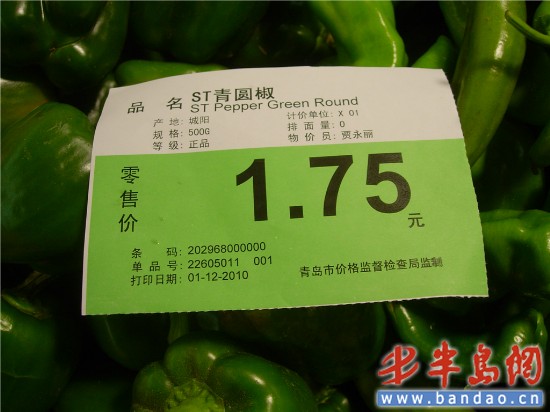 品 名 ST青圆椒
ST Pepper Green Round
产 地: 城阳 计价单位: X 01
规 格: 500G 排 面 量: 0
等 级: 正品 物 价 员: 贾永丽
零售价 1.75 元
条 码: 202968000000
单 品 号: 22605011 001
打印日期: 01-12-2010 青岛市价格监督检查局监制
半岛网
www.bandao.cn